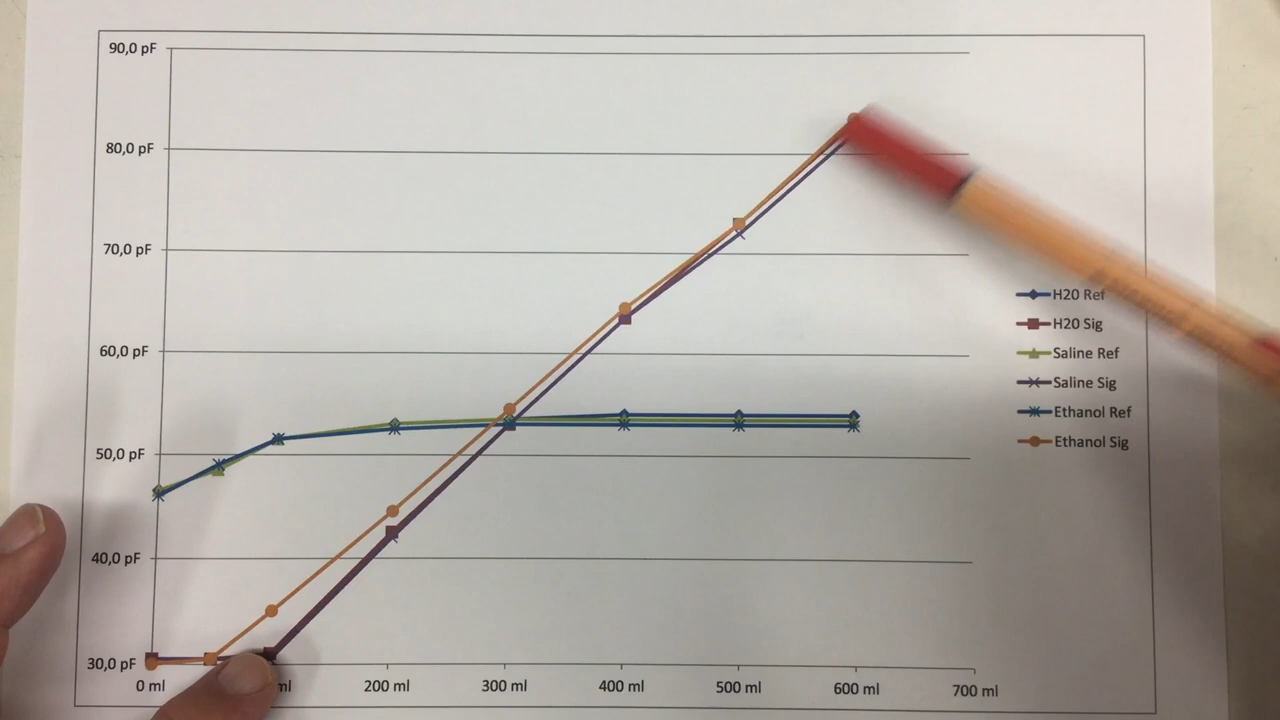 90,0 pF
80,0 pF
70,0 pF
60,0 pF
50,0 pF
40,0 pF
30,0 pF
0 ml ml 200 ml 300 ml 400 ml 500 ml 600 ml 700 ml
H20 Ref
H20 Sig
Saline Ref
Saline Sig
Ethanol Ref
Ethanol Sig